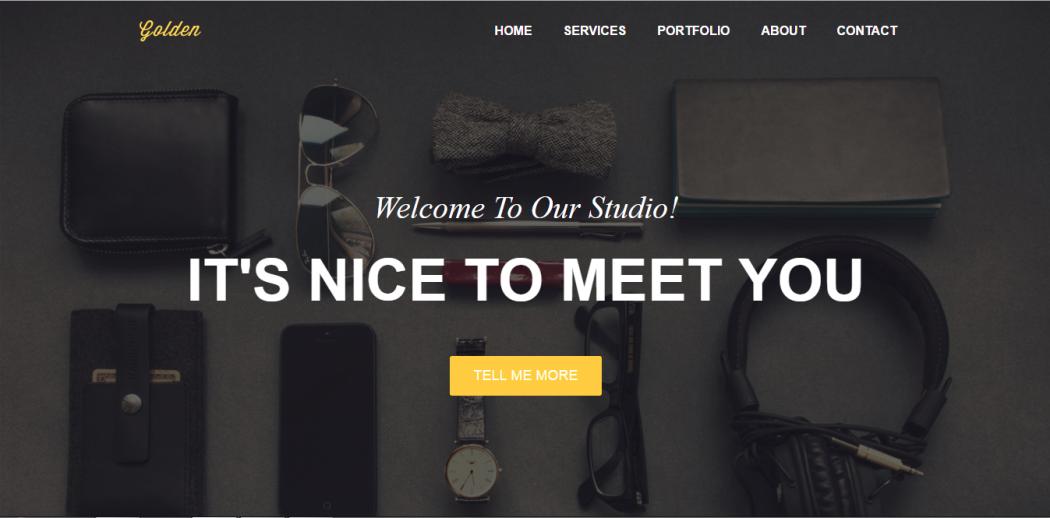 Golden
HOME SERVICES PORTFOLIO ABOUT CONTACT
Welcome To Our Studio!
IT'S NICE TO MEET YOU
TELL ME MORE